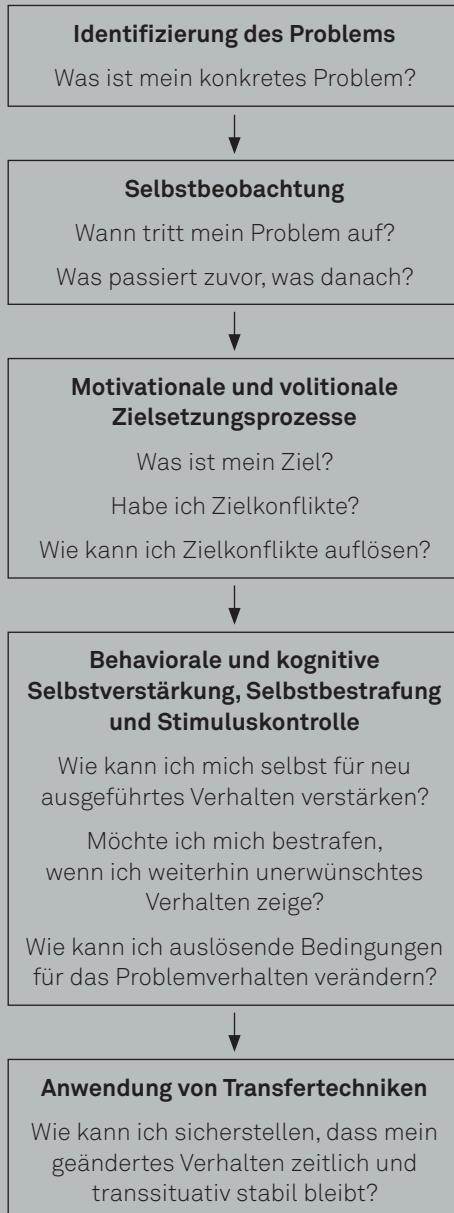 Identifizierung des Problems
Was ist mein konkretes Problem?
Selbstbeobachtung
Wann tritt mein Problem auf?
Was passiert zuvor, was danach?
Motivationale und volitionale
Zielsetzungsprozesse
Was ist mein Ziel?
Habe ich Zielkonflikte?
Wie kann ich Zielkonflikte auflösen?
Behaviorale und kognitive
Selbstverstärkung, Selbstbestrafung
und Stimuluskontrolle
Wie kann ich mich selbst für neu
ausgeführtes Verhalten verstärken?
Möchte ich mich bestrafen,
wenn ich weiterhin unerwünschtes
Verhalten zeige?
Wie kann ich auslösende Bedingungen
für das Problemverhalten verändern?
Anwendung von Transfertechniken
Wie kann ich sicherstellen, dass mein
geändertes Verhalten zeitlich und
transsituativ stabil bleibt?